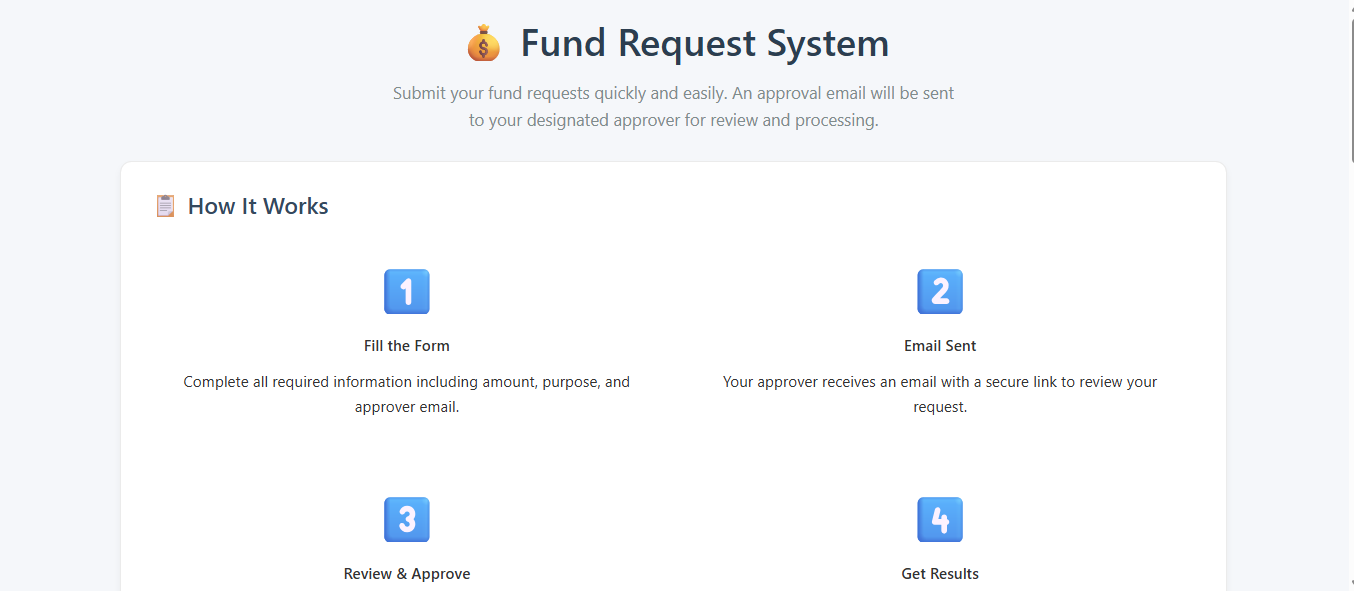 Fund Request System
Submit your fund requests quickly and easily. An approval email will be sent
to your designated approver for review and processing.
How It Works
1
2
Fill the Form
Email Sent
Complete all required information including amount, purpose, and
approver email.
Your approver receives an email with a secure link to review your
request.
3
4
Review & Approve
Get Results